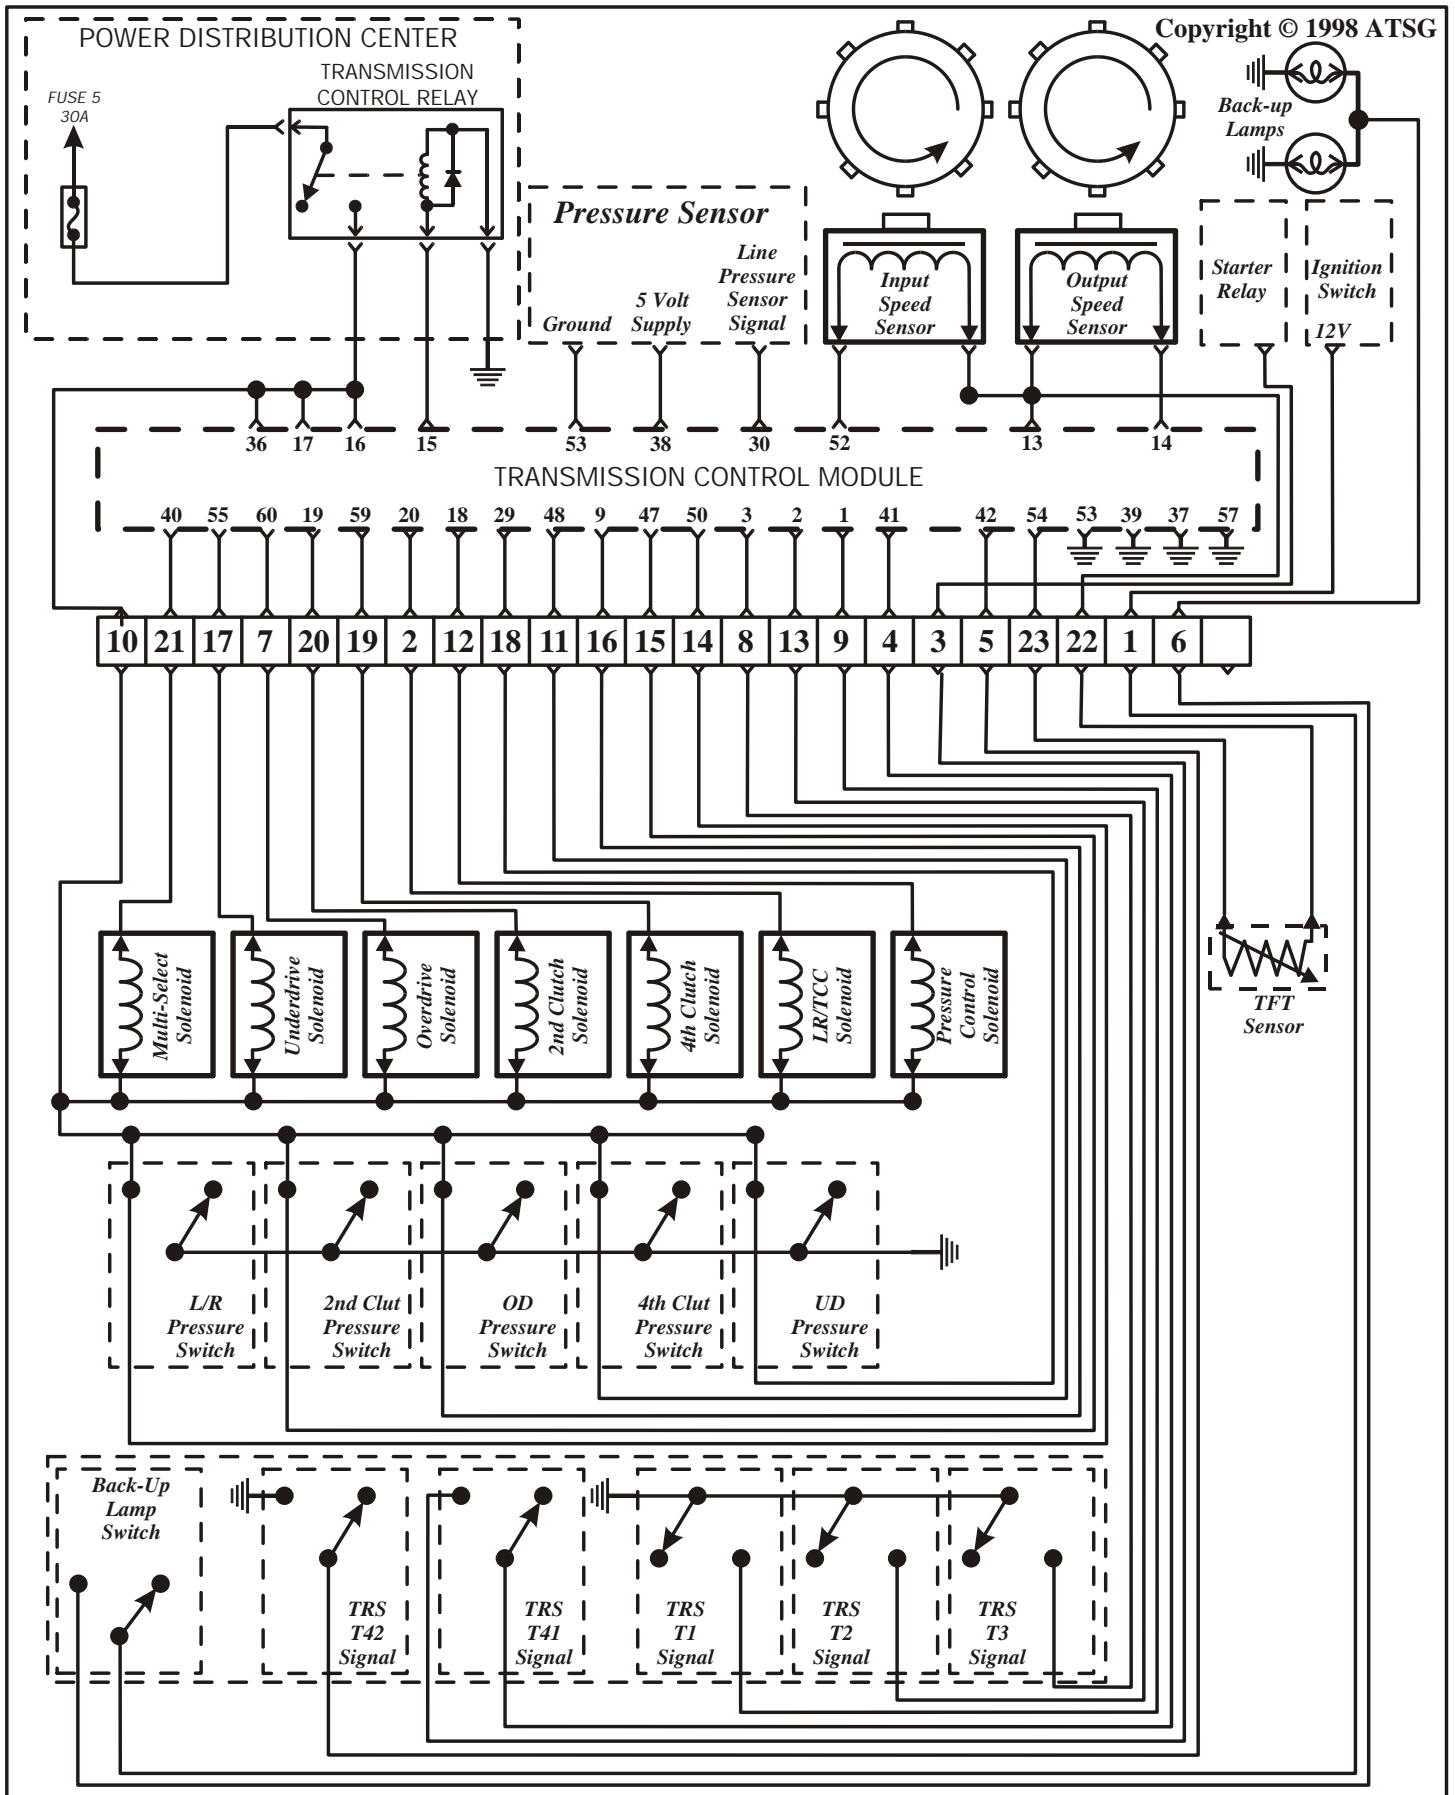 POWER DISTRIBUTION CENTER
TRANSMISSION
CONTROL RELAY
FUSE 5
30A
Copyright © 1998 ATSG
Back-up
Lamps
Pressure Sensor
Ground
5 Volt
Supply
Line
Pressure
Sensor
Signal
Input
Speed
Sensor
Output
Speed
Sensor
Starter
Relay
Ignition
Switch
12V
36 17 16 15 53 38 30 52 13 14
TRANSMISSION CONTROL MODULE
40 55 60 19 59 20 18 29 48 9 47 50 3 2 1 41 42 54 53 39 37 57
10 21 17 7 20 19 2 12 18 11 16 15 14 8 13 9 4 3 5 23 22 1 6
Multi-Select
Solenoid
Underdrive
Solenoid
Overdrive
Solenoid
2nd Clutch
Solenoid
4th Clutch
Solenoid
LR/TCC
Solenoid
Pressure
Control
Solenoid
TFT
Sensor
L/R
Pressure
Switch
2nd Clut
Pressure
Switch
OD
Pressure
Switch
4th Clut
Pressure
Switch
UD
Pressure
Switch
Back-Up
Lamp
Switch
TRS
T42
Signal
TRS
T41
Signal
TRS
T1
Signal
TRS
T2
Signal
TRS
T3
Signal